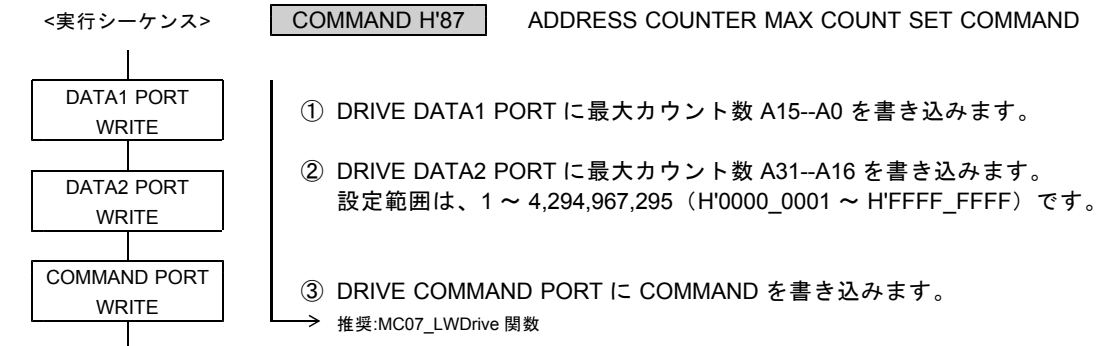 <実行シーケンス>
COMMAND H'87 ADDRESS COUNTER MAX COUNT SET COMMAND
DATA1 PORT
WRITE
① DRIVE DATA1 PORT に最大カウント数 A15--A0 を書き込みます。
DATA2 PORT
WRITE
② DRIVE DATA2 PORT に最大カウント数 A31--A16 を書き込みます。
設定範囲は、1 ～ 4,294,967,295（H'0000_0001 ～ H'FFFF_FFFF）です。
COMMAND PORT
WRITE
③ DRIVE COMMAND PORT に COMMAND を書き込みます。
推奨:MC07_LWDrive 関数